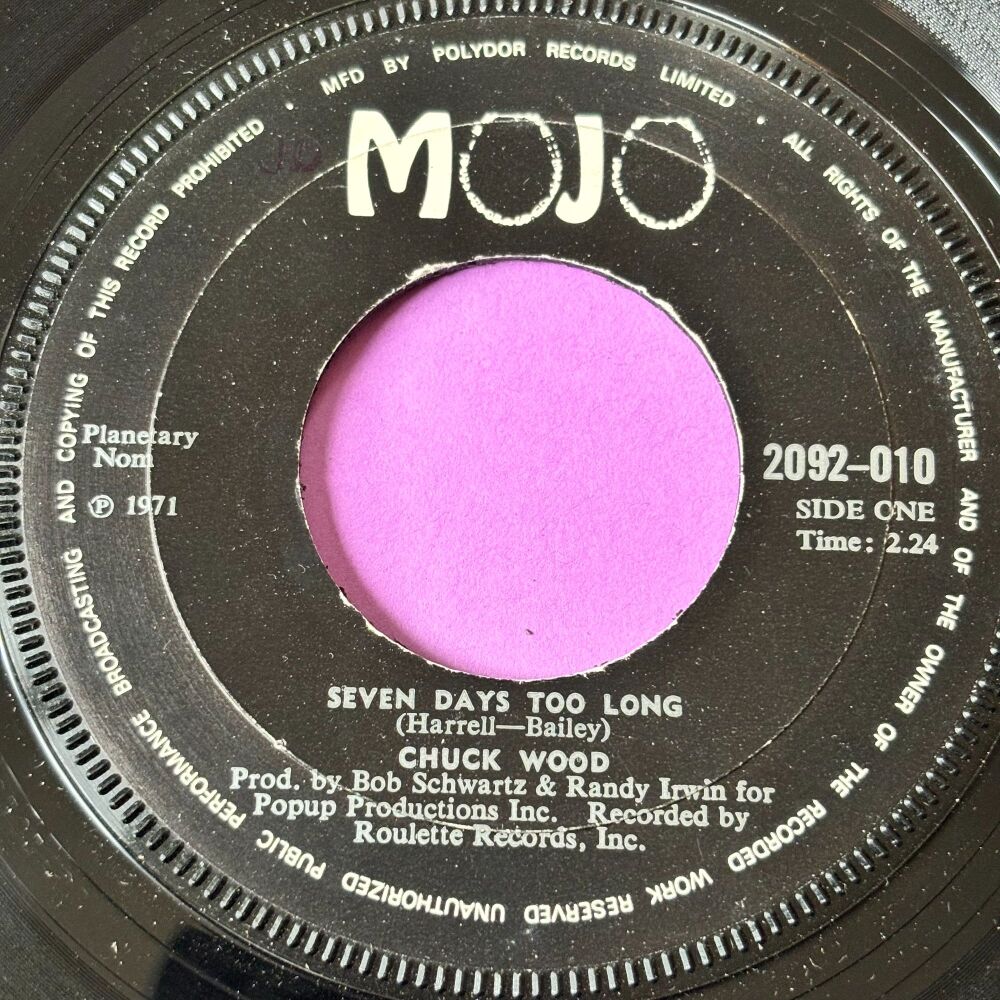 MFD BY POLYDOR RECORDS LIMITED • ALL RIGHTS OF THE MANUFACTURER AND OF THE OWNER OF THE RECORDED WORK RESERVED UNAUTHORIZED PUBLIC PERFORMANCE BROADCASTING AND COPYING OF THIS RECORD PROHIBITED •
MOJO
JO
Planetary
Nom
℗ 1971
2092-010
SIDE ONE
Time: 2.24
SEVEN DAYS TOO LONG
(Harrell—Bailey)
CHUCK WOOD
Prod. by Bob Schwartz & Randy Irwin for
Popup Productions Inc. Recorded by
Roulette Records, Inc.